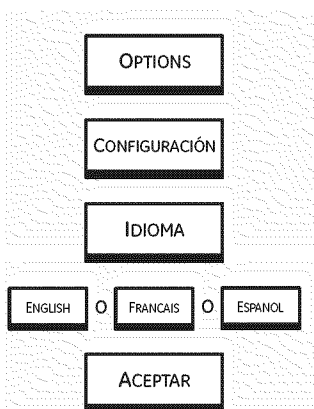 OPTIONS
CONFIGURACIÓN
IDIOMA
ENGLISH O FRANCAIS O ESPANOL
ACEPTAR